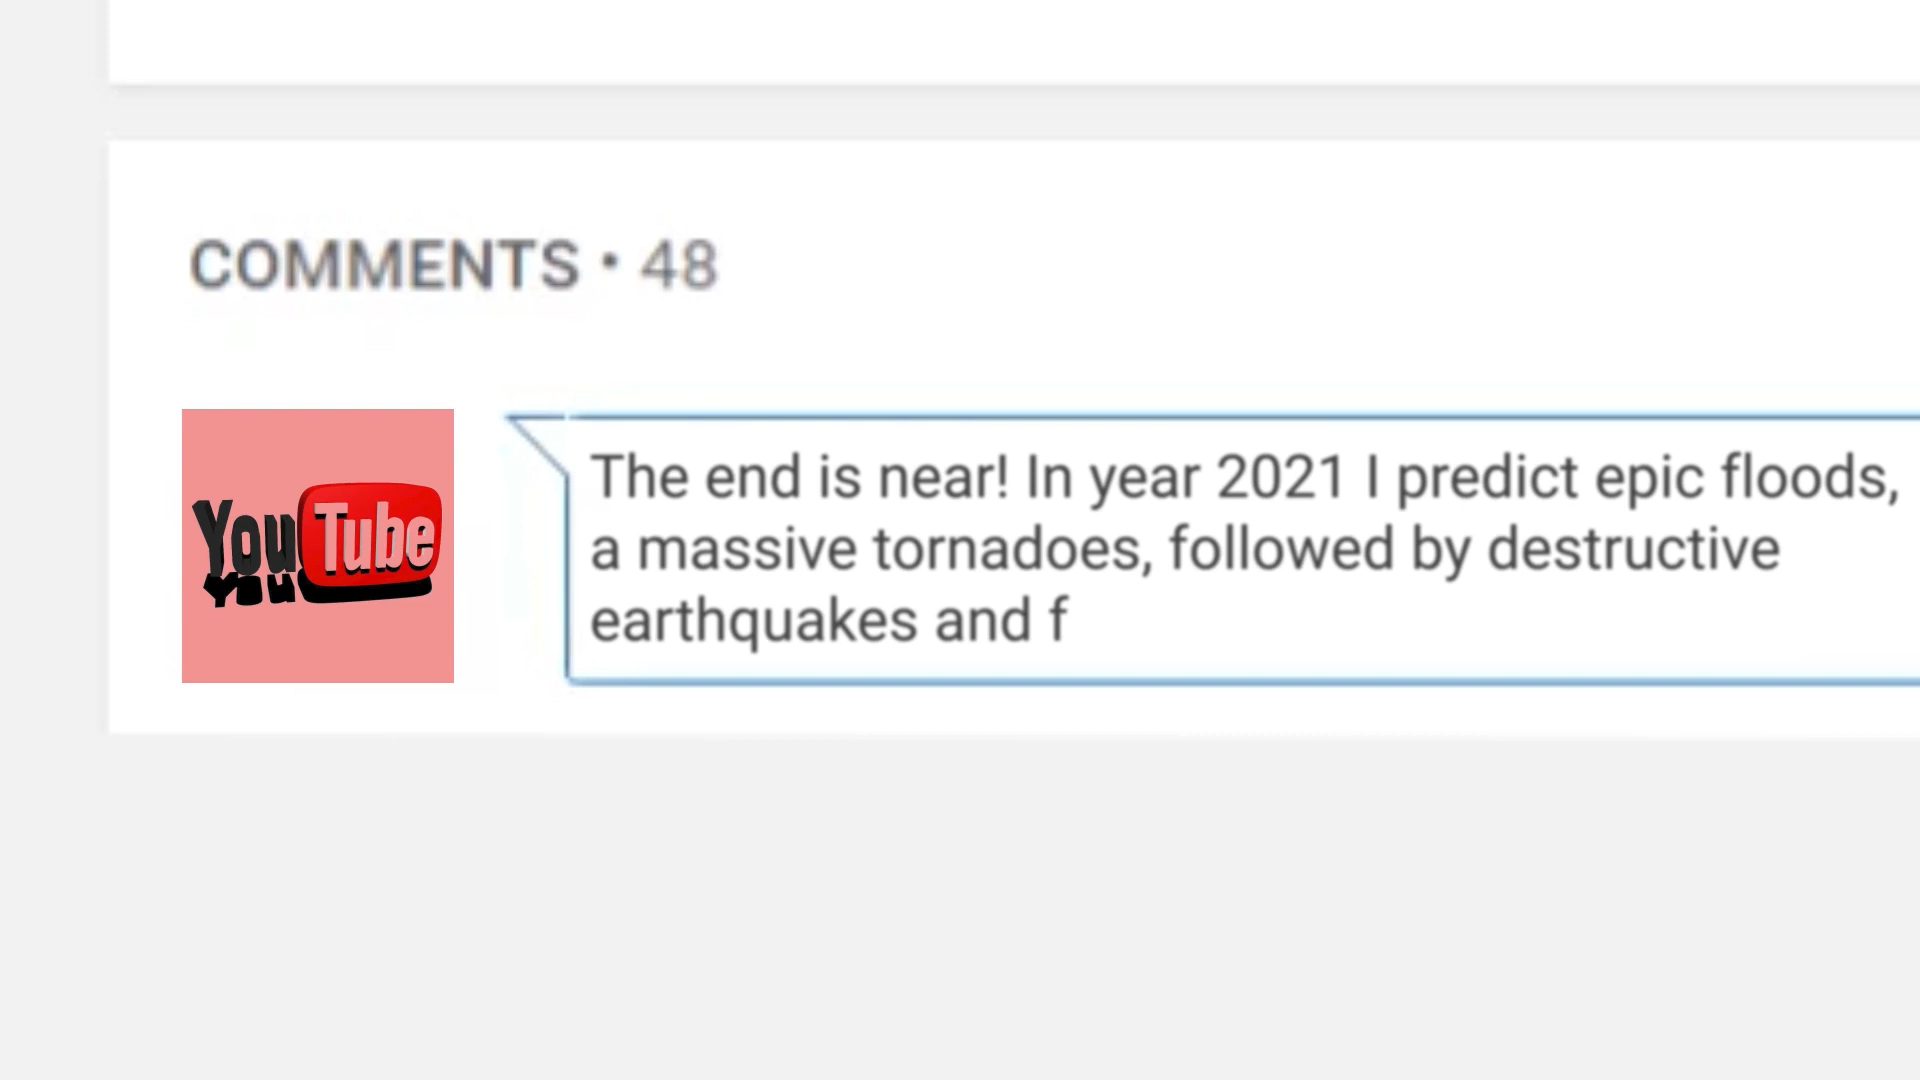 COMMENTS • 48
YouTube
The end is near! In year 2021 I predict epic floods,
a massive tornadoes, followed by destructive
earthquakes and f